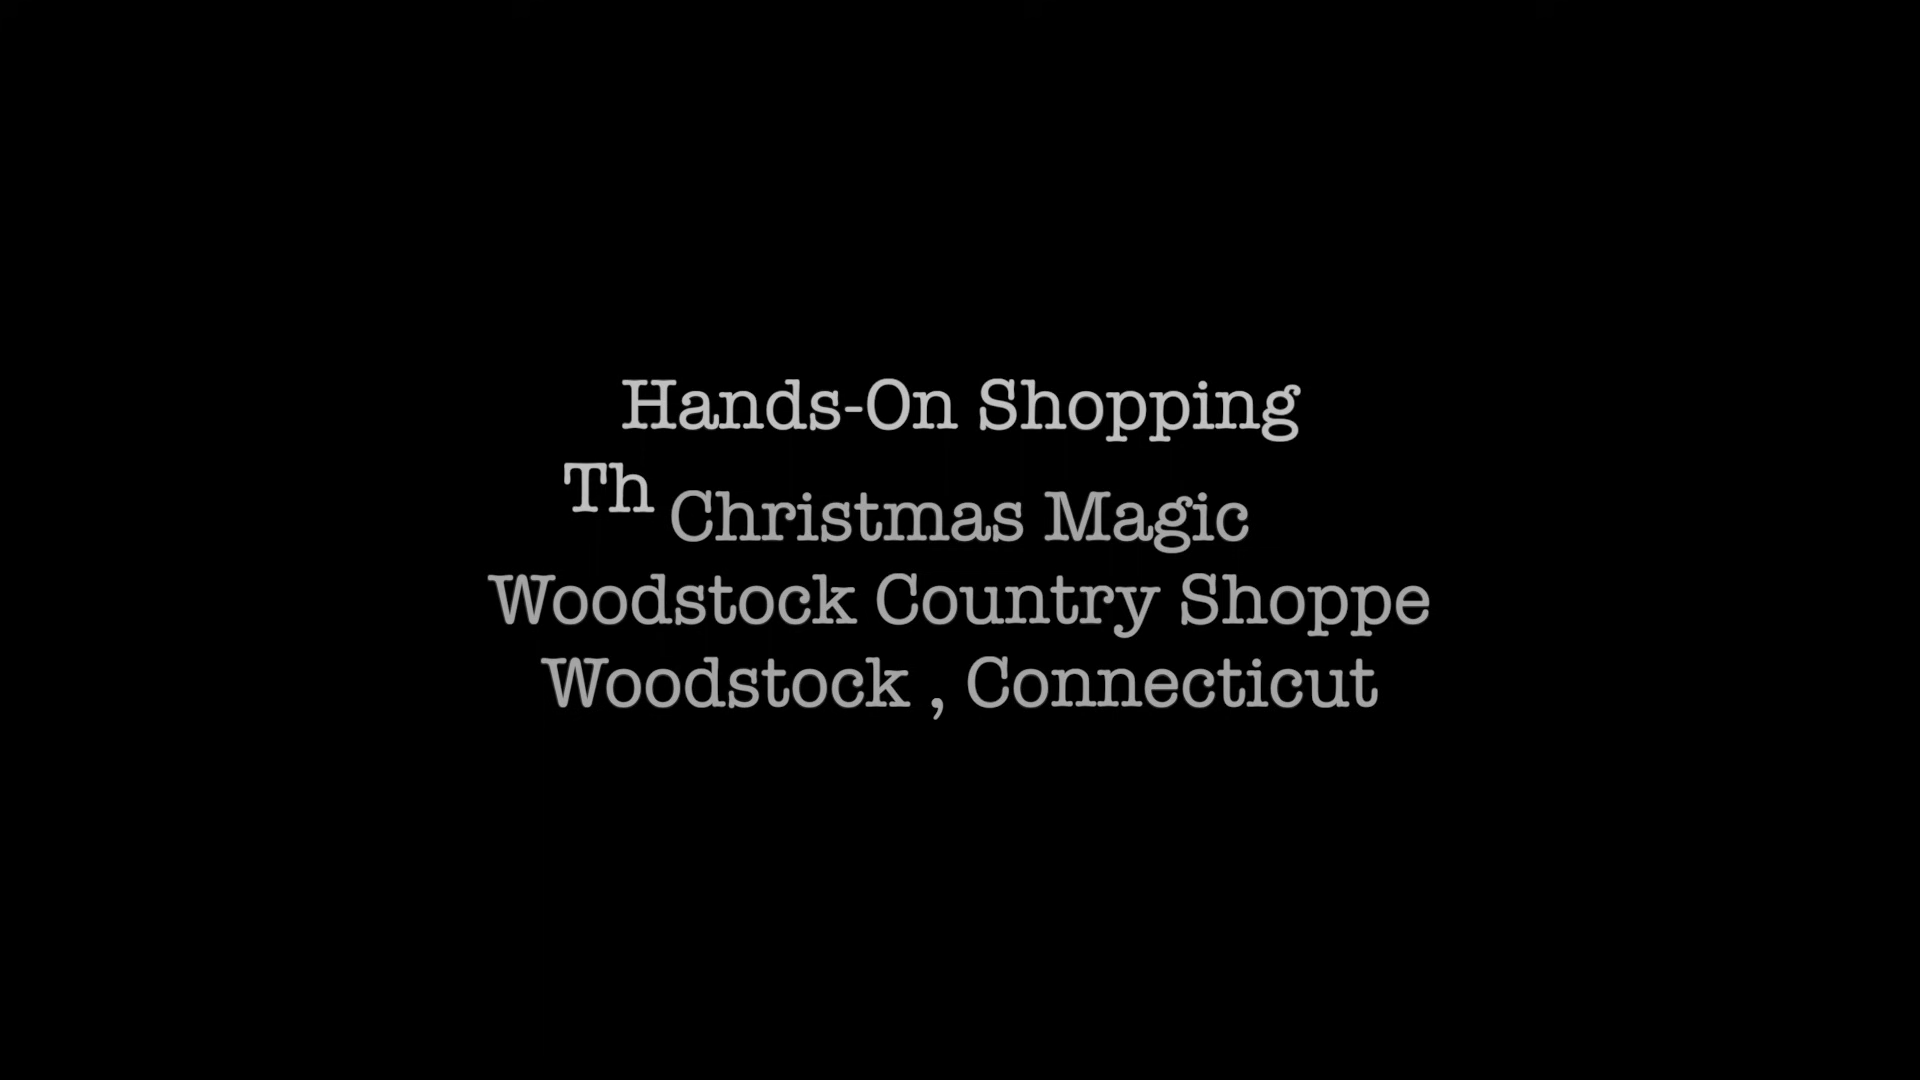 Hands-On Shopping
Th
Christmas Magic
Woodstock Country Shoppe
Woodstock , Connecticut